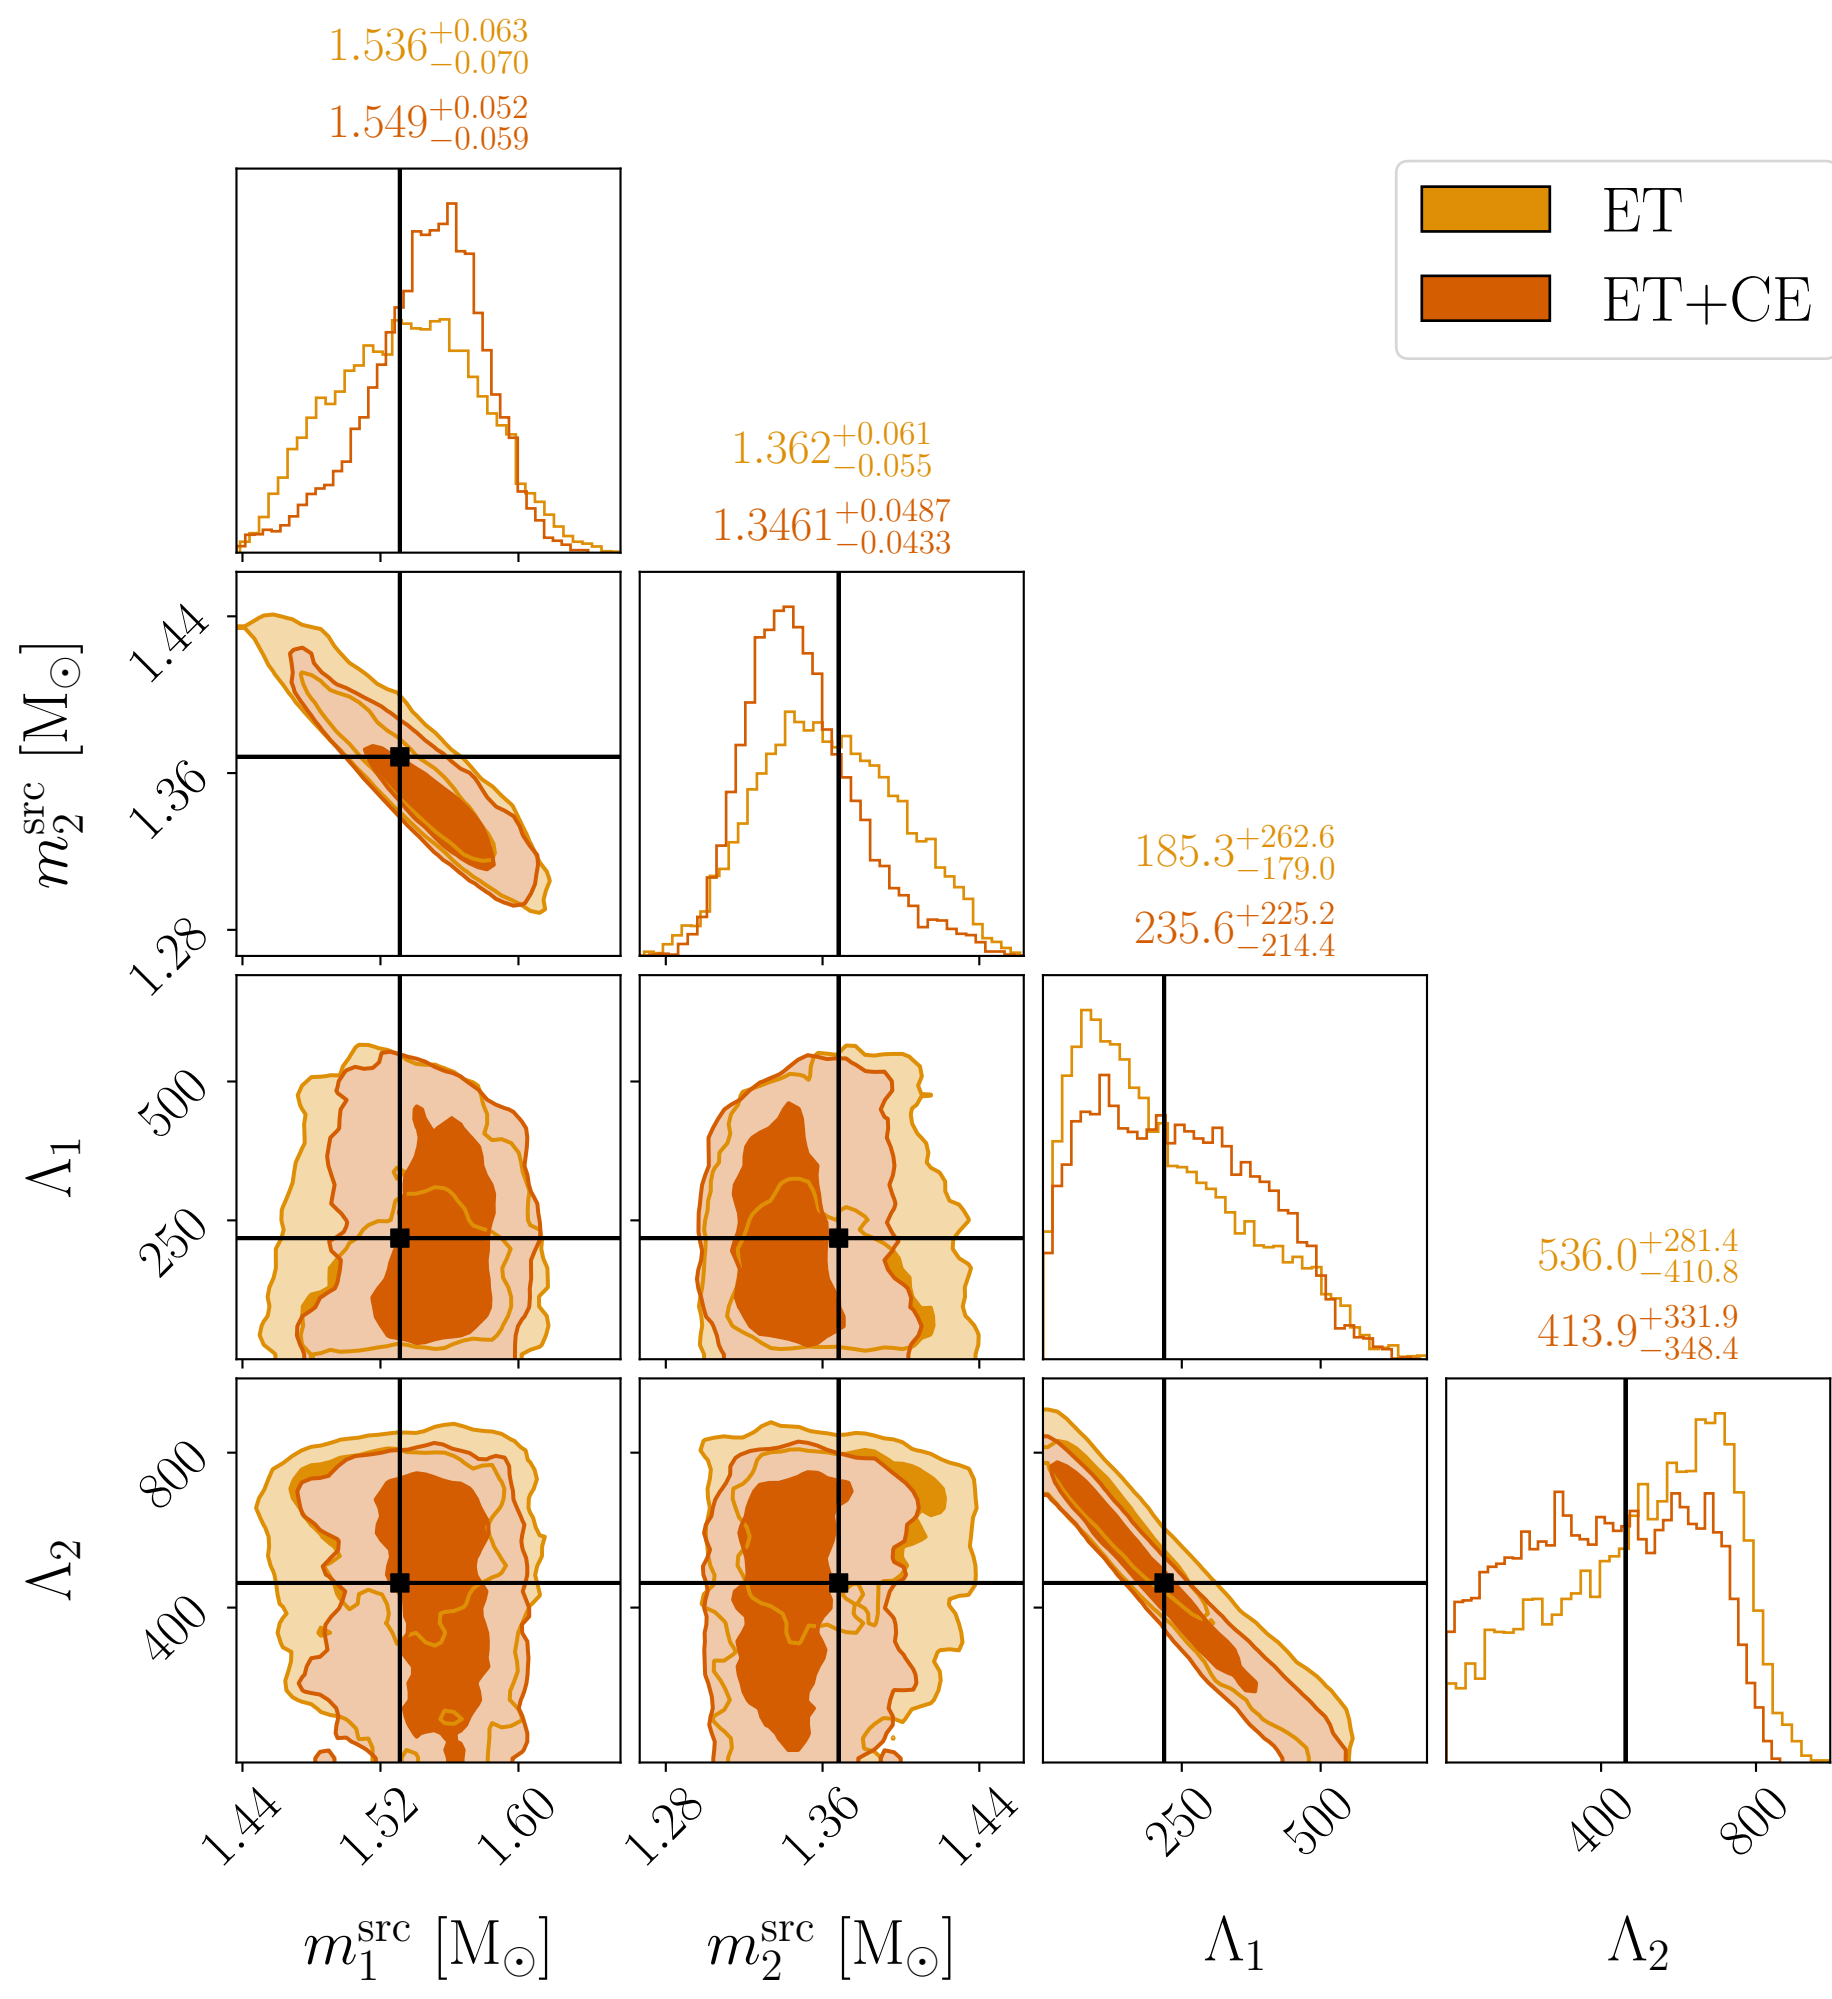 1.536+0.063−0.070
1.549+0.052−0.059
ET
ET+CE
1.362+0.061−0.055
1.3461+0.0487−0.0433
1.44
1.36
1.28
m2src [M⊙]
185.3+262.6−179.0
235.6+225.2−214.4
500
250
Λ1
536.0+281.4−410.8
413.9+331.9−348.4
800
400
Λ2
1.44 1.52 1.60 1.28 1.36 1.44 250 500 400 800
m1src [M⊙] m2src [M⊙] Λ1 Λ2